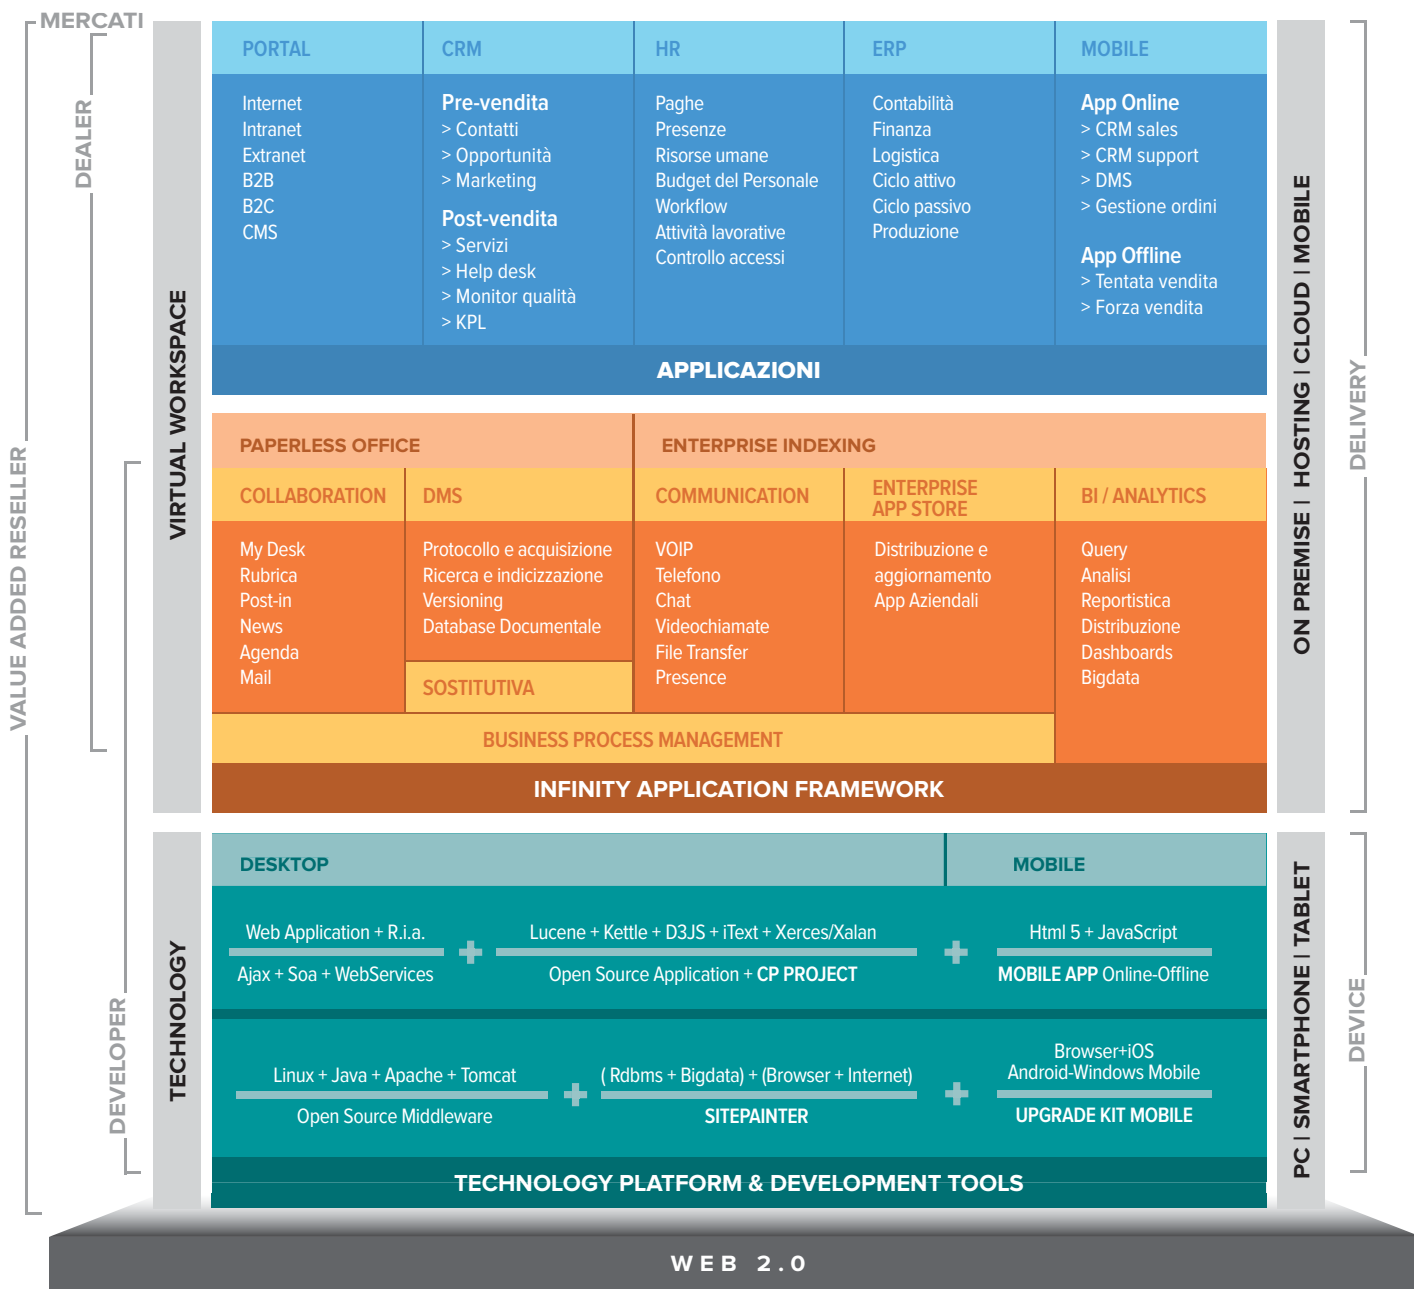 MERCATI
VALUE ADDED RESELLER
DEALER
DEVELOPER
VIRTUAL WORKSPACE
TECHNOLOGY
PORTAL
Internet
Intranet
Extranet
B2B
B2C
CMS
CRM
Pre-vendita
> Contatti
> Opportunità
> Marketing
Post-vendita
> Servizi
> Help desk
> Monitor qualità
> KPL
HR
Paghe
Presenze
Risorse umane
Budget del Personale
Workflow
Attività lavorative
Controllo accessi
ERP
Contabilità
Finanza
Logistica
Ciclo attivo
Ciclo passivo
Produzione
MOBILE
App Online
> CRM sales
> CRM support
> DMS
> Gestione ordini
App Offline
> Tentata vendita
> Forza vendita
APPLICAZIONI
PAPERLESS OFFICE
ENTERPRISE INDEXING
COLLABORATION
My Desk
Rubrica
Post-in
News
Agenda
Mail
DMS
Protocollo e acquisizione
Ricerca e indicizzazione
Versioning
Database Documentale
SOSTITUTIVA
COMMUNICATION
VOIP
Telefono
Chat
Videochiamate
File Transfer
Presence
ENTERPRISE
APP STORE
Distribuzione e
aggiornamento
App Aziendali
BI / ANALYTICS
Query
Analisi
Reportistica
Distribuzione
Dashboards
Bigdata
BUSINESS PROCESS MANAGEMENT
INFINITY APPLICATION FRAMEWORK
DESKTOP
MOBILE
Web Application + R.i.a.
Ajax + Soa + WebServices
+
Lucene + Kettle + D3JS + iText + Xerces/Xalan
Open Source Application + CP PROJECT
+
Html 5 + JavaScript
MOBILE APP Online-Offline
Linux + Java + Apache + Tomcat
Open Source Middleware
+
( Rdbms + Bigdata) + (Browser + Internet)
SITEPAINTER
+
Browser+iOS
Android-Windows Mobile
UPGRADE KIT MOBILE
TECHNOLOGY PLATFORM & DEVELOPMENT TOOLS
ON PREMISE | HOSTING | CLOUD | MOBILE
PC | SMARTPHONE | TABLET
DELIVERY
DEVICE
WEB 2.0